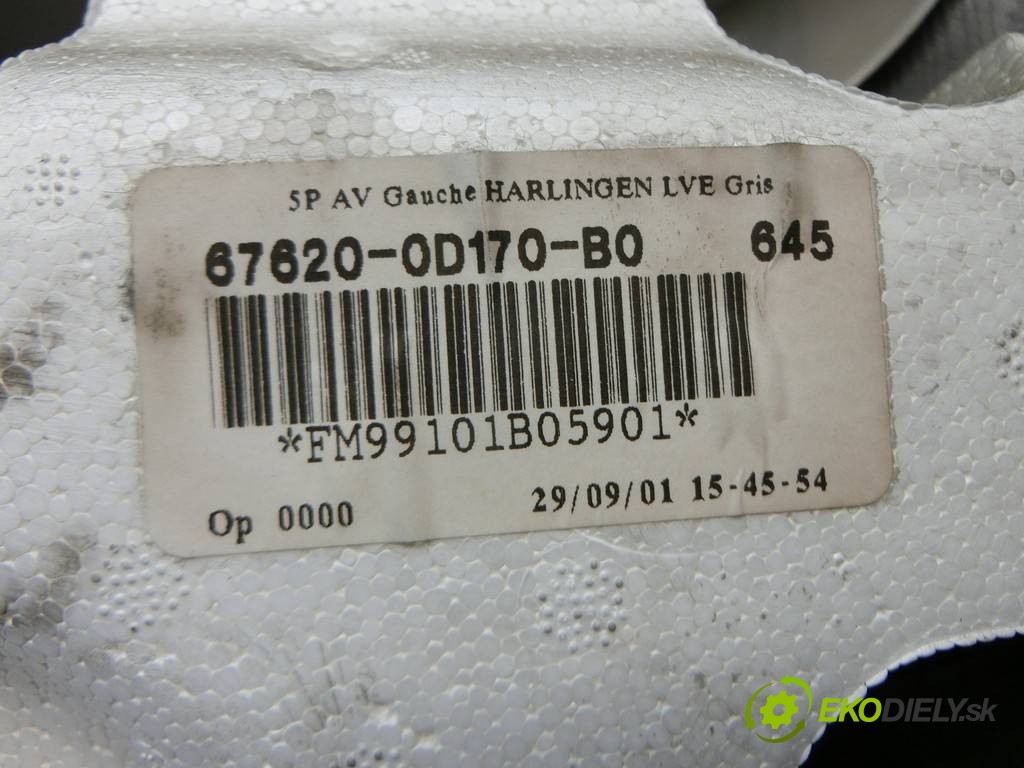 5P AV Gauche HARLINGEN LVE Gris
67620-0D170-B0 645
*FM99101B05901*
Op 0000 29/09/01 15-45-54
EKODIELY.sk